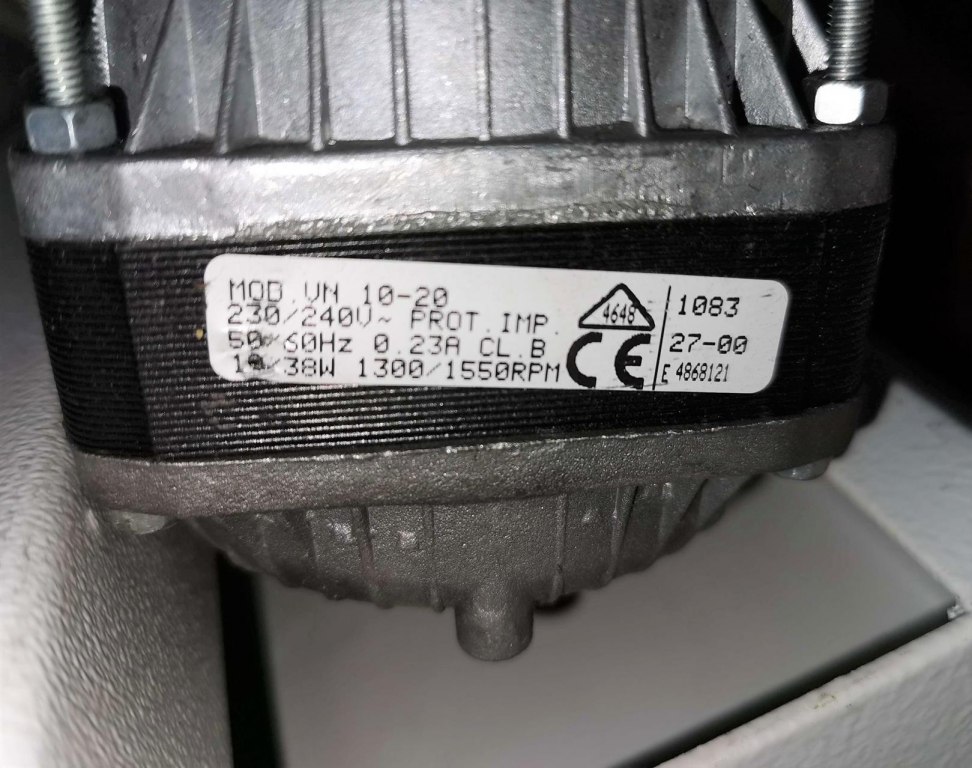 MOD.VN 10-20
230/240V~ PROT.IMP.
50/60Hz 0.23A CL.B
38W 1300/1550RPM
4648
CE
1083
27-00
E 4868121